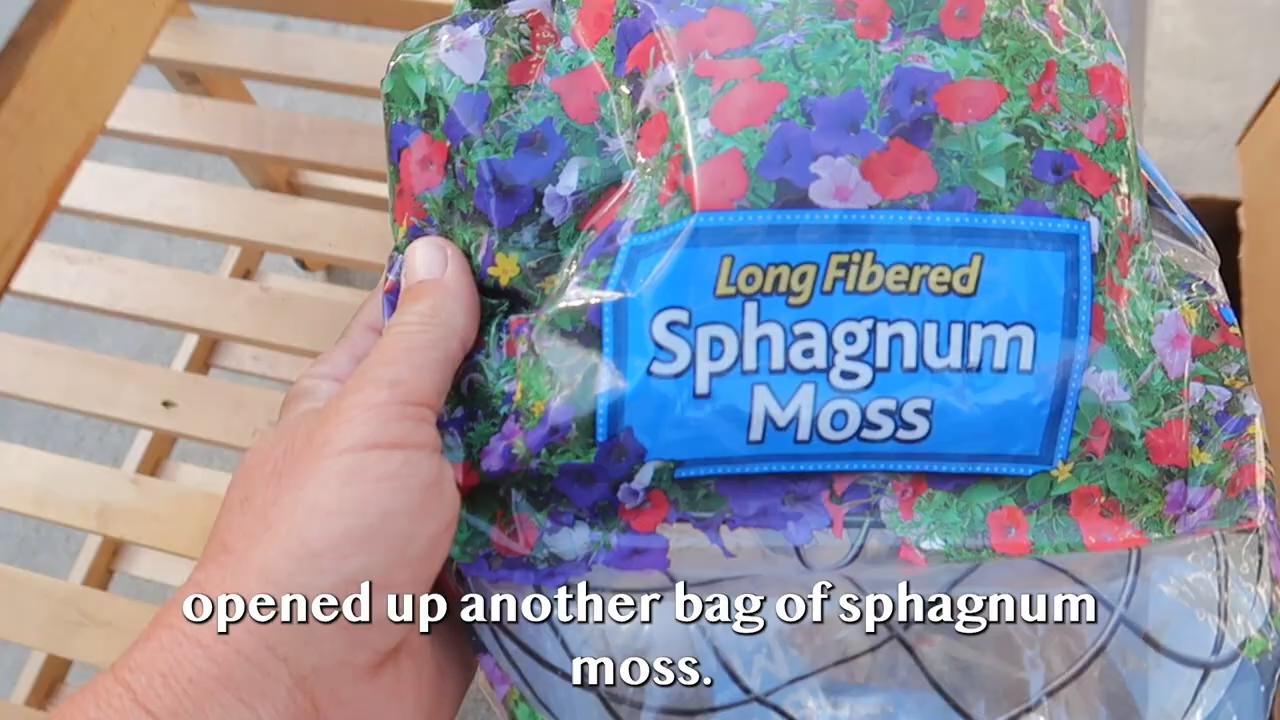 Long Fibered
Sphagnum
Moss
opened up another bag of sphagnum
moss.